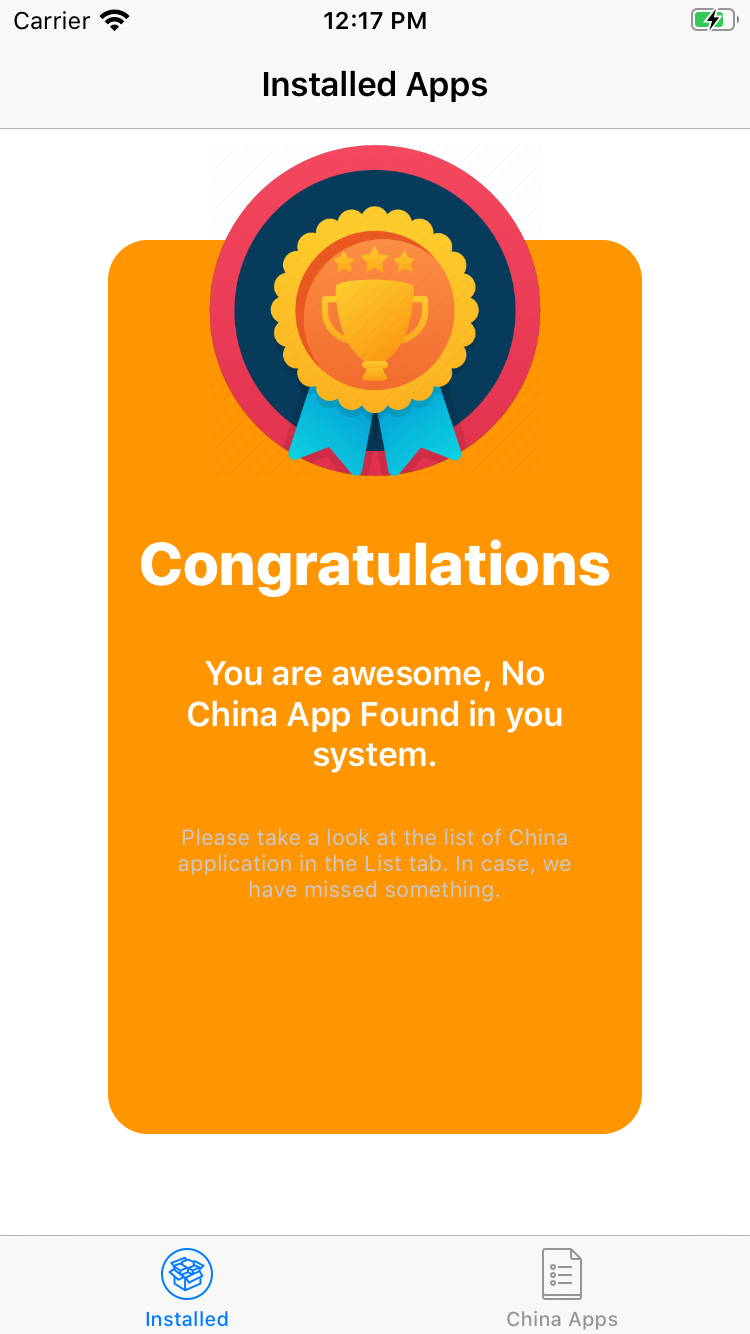 Carrier 12:17 PM
Installed Apps
Congratulations
You are awesome, No
China App Found in you
system.
Please take a look at the list of China
application in the List tab. In case, we
have missed something.
Installed China Apps